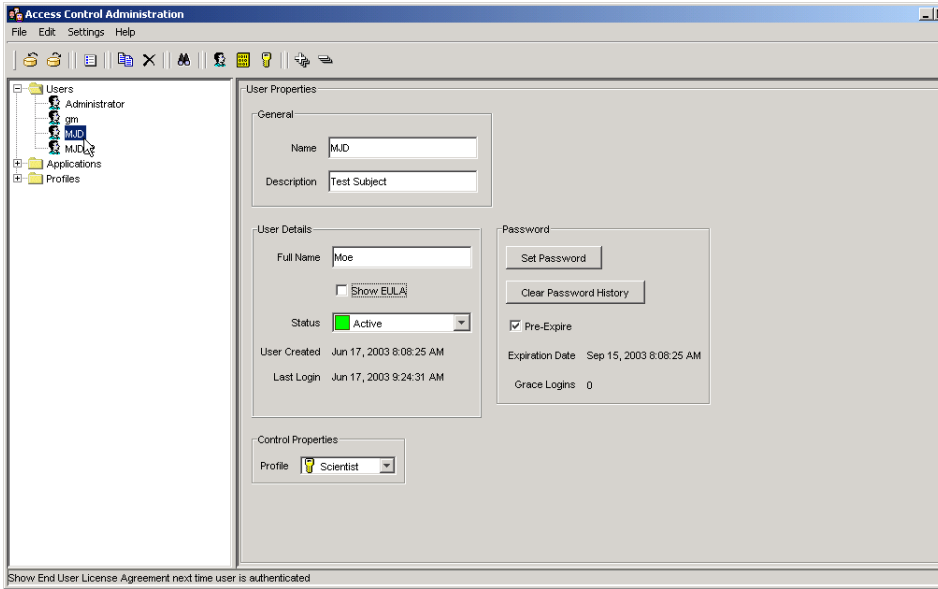 Access Control Administration
File Edit Settings Help
Users
Administrator
gm
MJD
Applications
Profiles
User Properties
General
Name MJD
Description Test Subject
User Details
Full Name Moe
Show EULA
Status Active
User Created Jun 17, 2003 8:08:25 AM
Last Login Jun 17, 2003 9:24:31 AM
Password
Set Password
Clear Password History
Pre-Expire
Expiration Date Sep 15, 2003 8:08:25 AM
Grace Logins 0
Control Properties
Profile Scientist
Show End User License Agreement next time user is authenticated